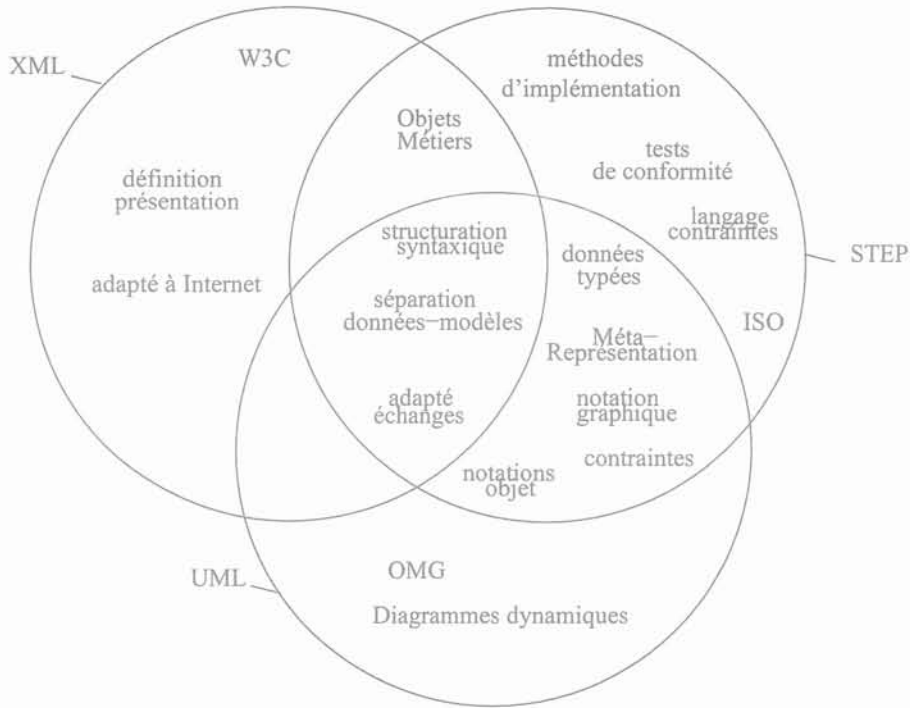 XML
W3C
méthodes
d'implémentation
Objets
Métiers
tests
de conformité
définition
présentation
langage
contraintes
STEP
structuration
syntaxique
données
typées
adapté à Internet
séparation
données-modèles
ISO
Méta-
Représentation
adapté
échanges
notation
graphique
contraintes
notations
objet
UML
OMG
Diagrammes dynamiques